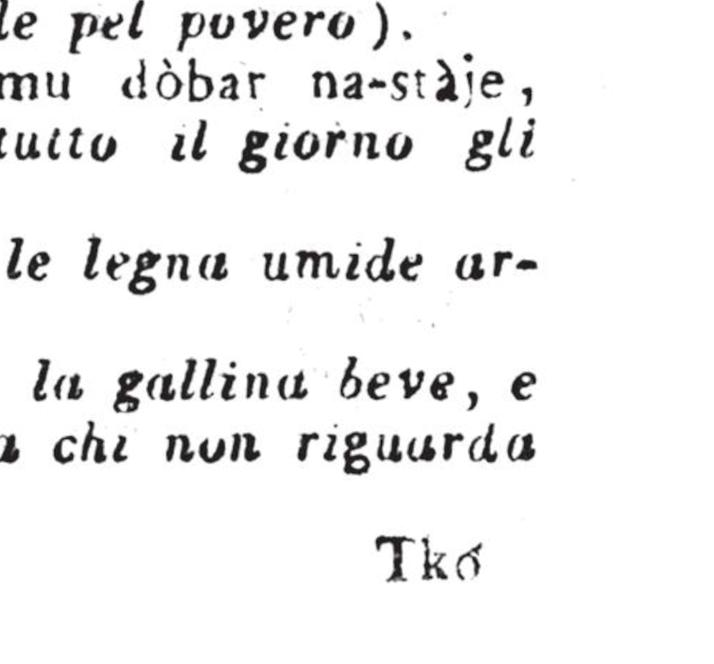 le pel povero).
mu dòbar na-stàje,
tutto il giorno gli
le legna umide ar-
la gallina beve, e
a chi non riguarda
Tkó